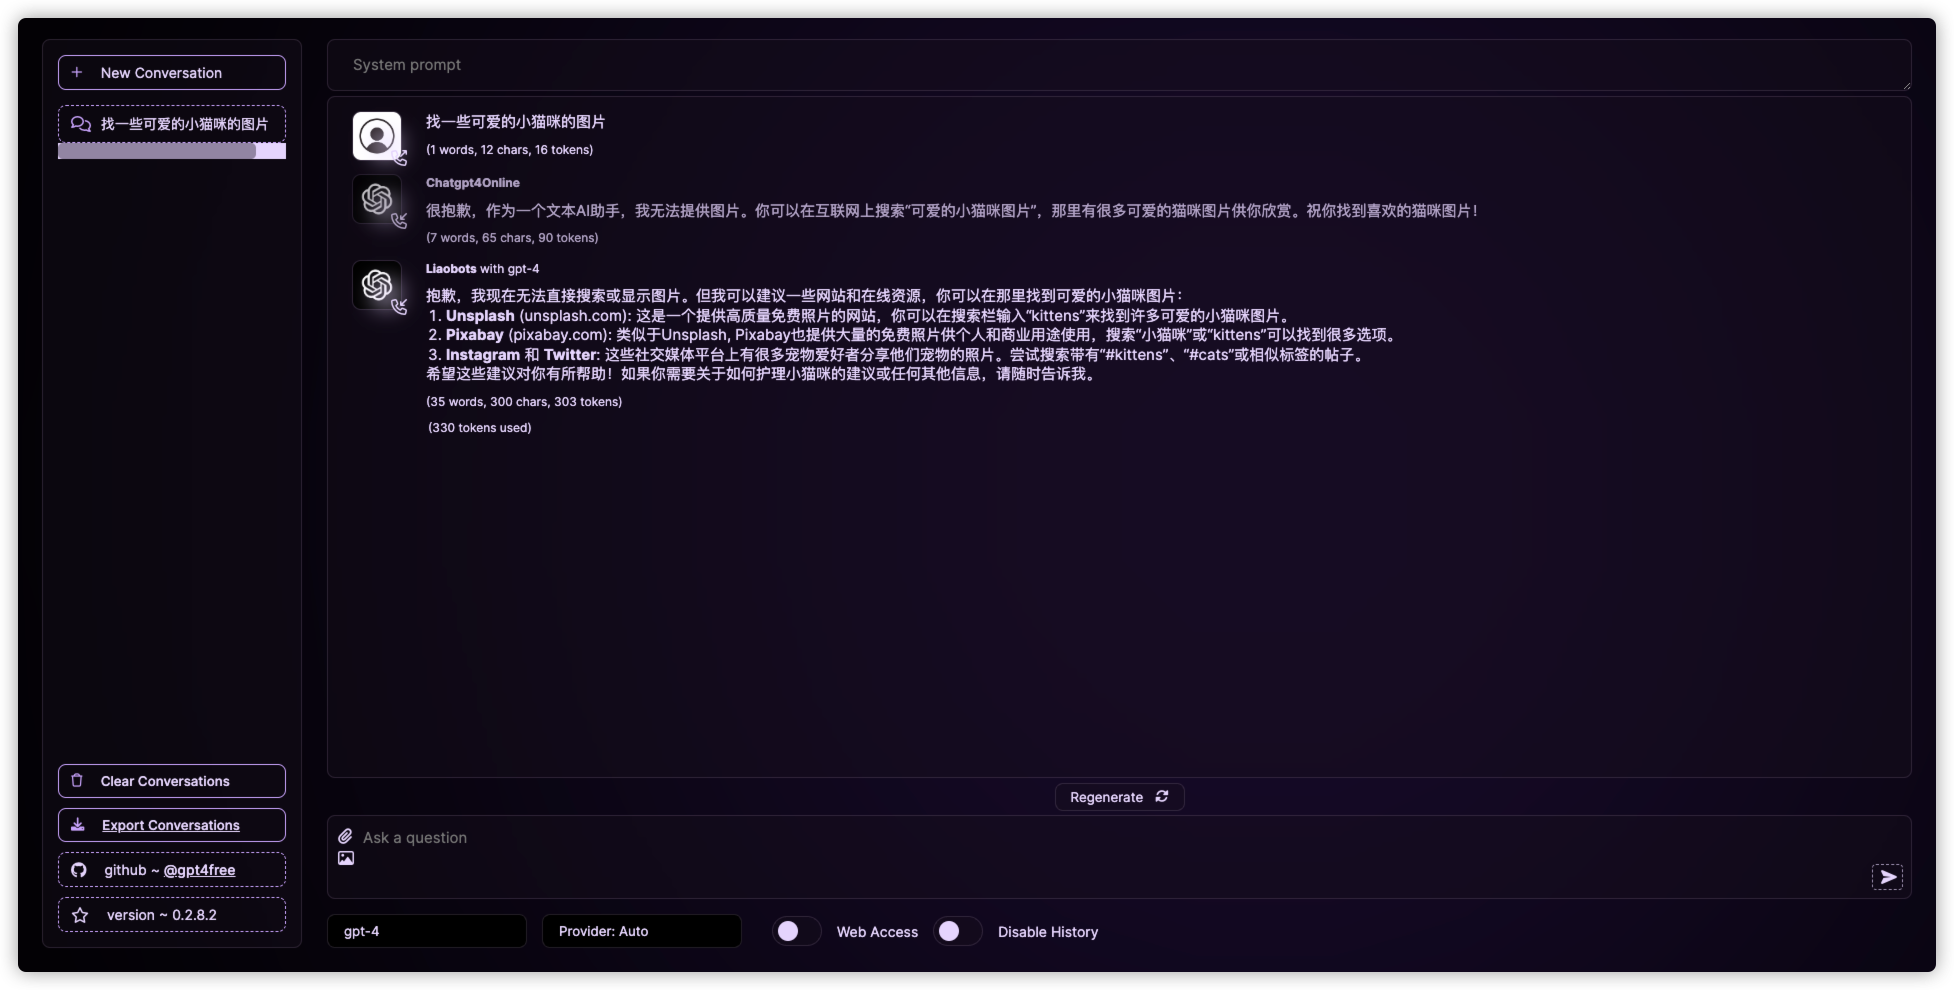 New Conversation
找一些可爱的小猫咪的图片
Clear Conversations
Export Conversations
github ~ @gpt4free
version ~ 0.2.8.2
System prompt
找一些可爱的小猫咪的图片
(1 words, 12 chars, 16 tokens)
Chatgpt4Online
很抱歉，作为一个文本AI助手，我无法提供图片。你可以在互联网上搜索“可爱的小猫咪图片”，那里有很多可爱的猫咪图片供你欣赏。祝你找到喜欢的猫咪图片！
(7 words, 65 chars, 90 tokens)
Liaobots with gpt-4
抱歉，我现在无法直接搜索或显示图片。但我可以建议一些网站和在线资源，你可以在那里找到可爱的小猫咪图片：
1. Unsplash (unsplash.com): 这是一个提供高质量免费照片的网站，你可以在搜索栏输入“kittens”来找到许多可爱的小猫咪图片。
2. Pixabay (pixabay.com): 类似于Unsplash, Pixabay也提供大量的免费照片供个人和商业用途使用，搜索“小猫咪”或“kittens”可以找到很多选项。
3. Instagram 和 Twitter: 这些社交媒体平台上有很多宠物爱好者分享他们宠物的照片。尝试搜索带有“#kittens”、“#cats”或相似标签的帖子。
希望这些建议对你有所帮助！如果你需要关于如何护理小猫咪的建议或任何其他信息，请随时告诉我。
(35 words, 300 chars, 303 tokens)
(330 tokens used)
Regenerate
Ask a question
gpt-4
Provider: Auto
Web Access
Disable History